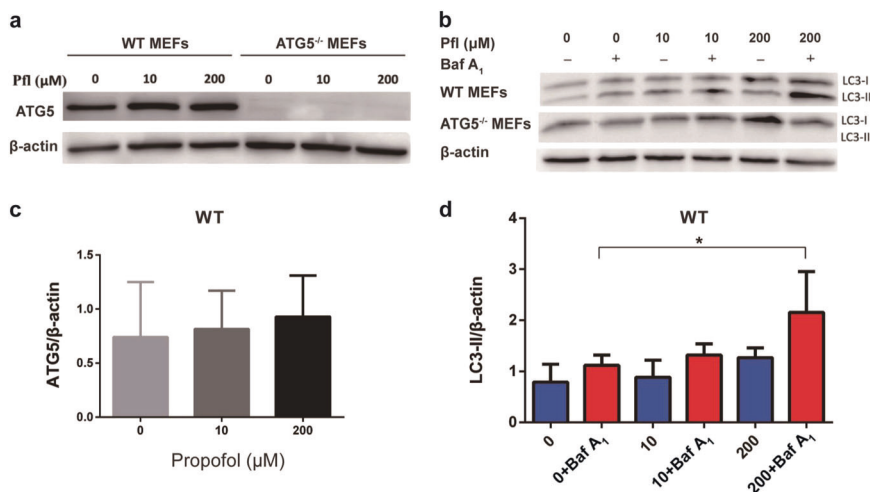 a
WT MEFs ATG5-/- MEFs
Pfl (µM) 0 10 200 0 10 200
ATG5
β-actin
b
Pfl (µM) 0 0 10 10 200 200
Baf A1 – + – + – +
WT MEFs LC3-I
LC3-II
ATG5-/- MEFs LC3-I
LC3-II
β-actin
c
WT
ATG5/β-actin
1.5
1.0
0.5
0.0
0 10 200
Propofol (µM)
d
WT
LC3-II/β-actin
4
3
2
1
0
*
0 0+Baf A1 10 10+Baf A1 200 200+Baf A1